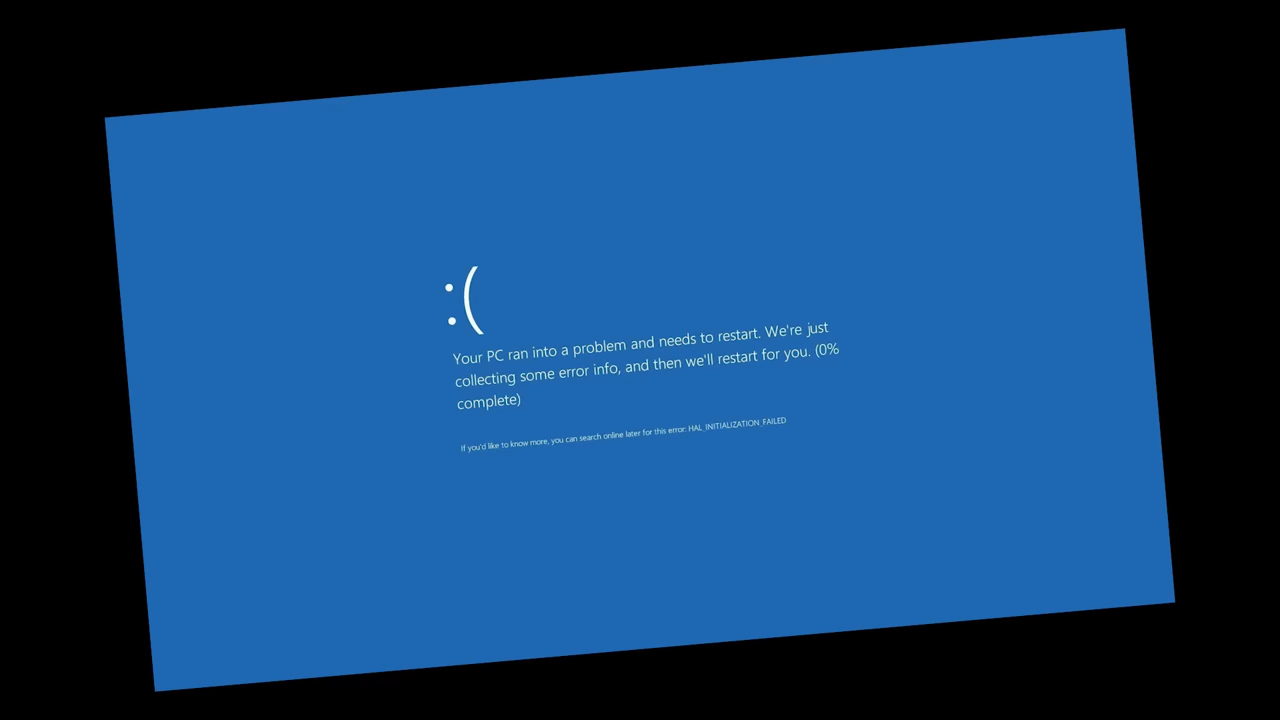 :(
Your PC ran into a problem and needs to restart. We're just
collecting some error info, and then we'll restart for you. (0%
complete)
If you'd like to know more, you can search online later for this error: HAL_INITIALIZATION_FAILED